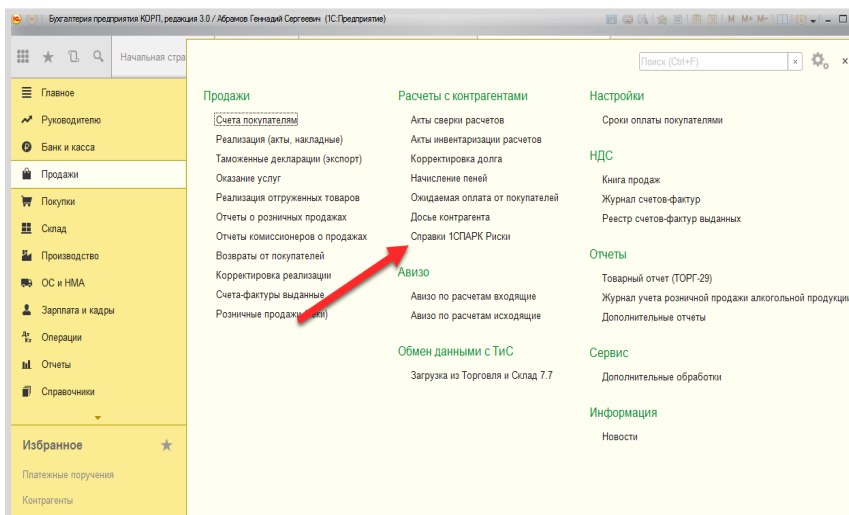 Бухгалтерия предприятия КОРП, редакция 3.0 / Абрамов Геннадий Сергеевич (1С:Предприятие)
M M+ M-
Начальная стра
Поиск (Ctrl+F)
x
x
Главное
Руководителю
Банк и касса
Продажи
Покупки
Склад
Производство
ОС и НМА
Зарплата и кадры
Дт Кт Операции
Отчеты
Справочники
Избранное
Платежные поручения
Контрагенты
Продажи
Счета покупателям
Реализация (акты, накладные)
Таможенные декларации (экспорт)
Оказание услуг
Реализация отгруженных товаров
Отчеты о розничных продажах
Отчеты комиссионеров о продажах
Возвраты от покупателей
Корректировка реализации
Счета-фактуры выданные
Розничные продажи
Расчеты с контрагентами
Акты сверки расчетов
Акты инвентаризации расчетов
Корректировка долга
Начисление пеней
Ожидаемая оплата от покупателей
Досье контрагента
Справки 1СПАРК Риски
Авизо
Авизо по расчетам входящие
Авизо по расчетам исходящие
Обмен данными с ТиС
Загрузка из Торговля и Склад 7.7
Настройки
Сроки оплаты покупателями
НДС
Книга продаж
Журнал счетов-фактур
Реестр счетов-фактур выданных
Отчеты
Товарный отчет (ТОРГ-29)
Журнал учета розничной продажи алкогольной продукции
Дополнительные отчеты
Сервис
Дополнительные обработки
Информация
Новости